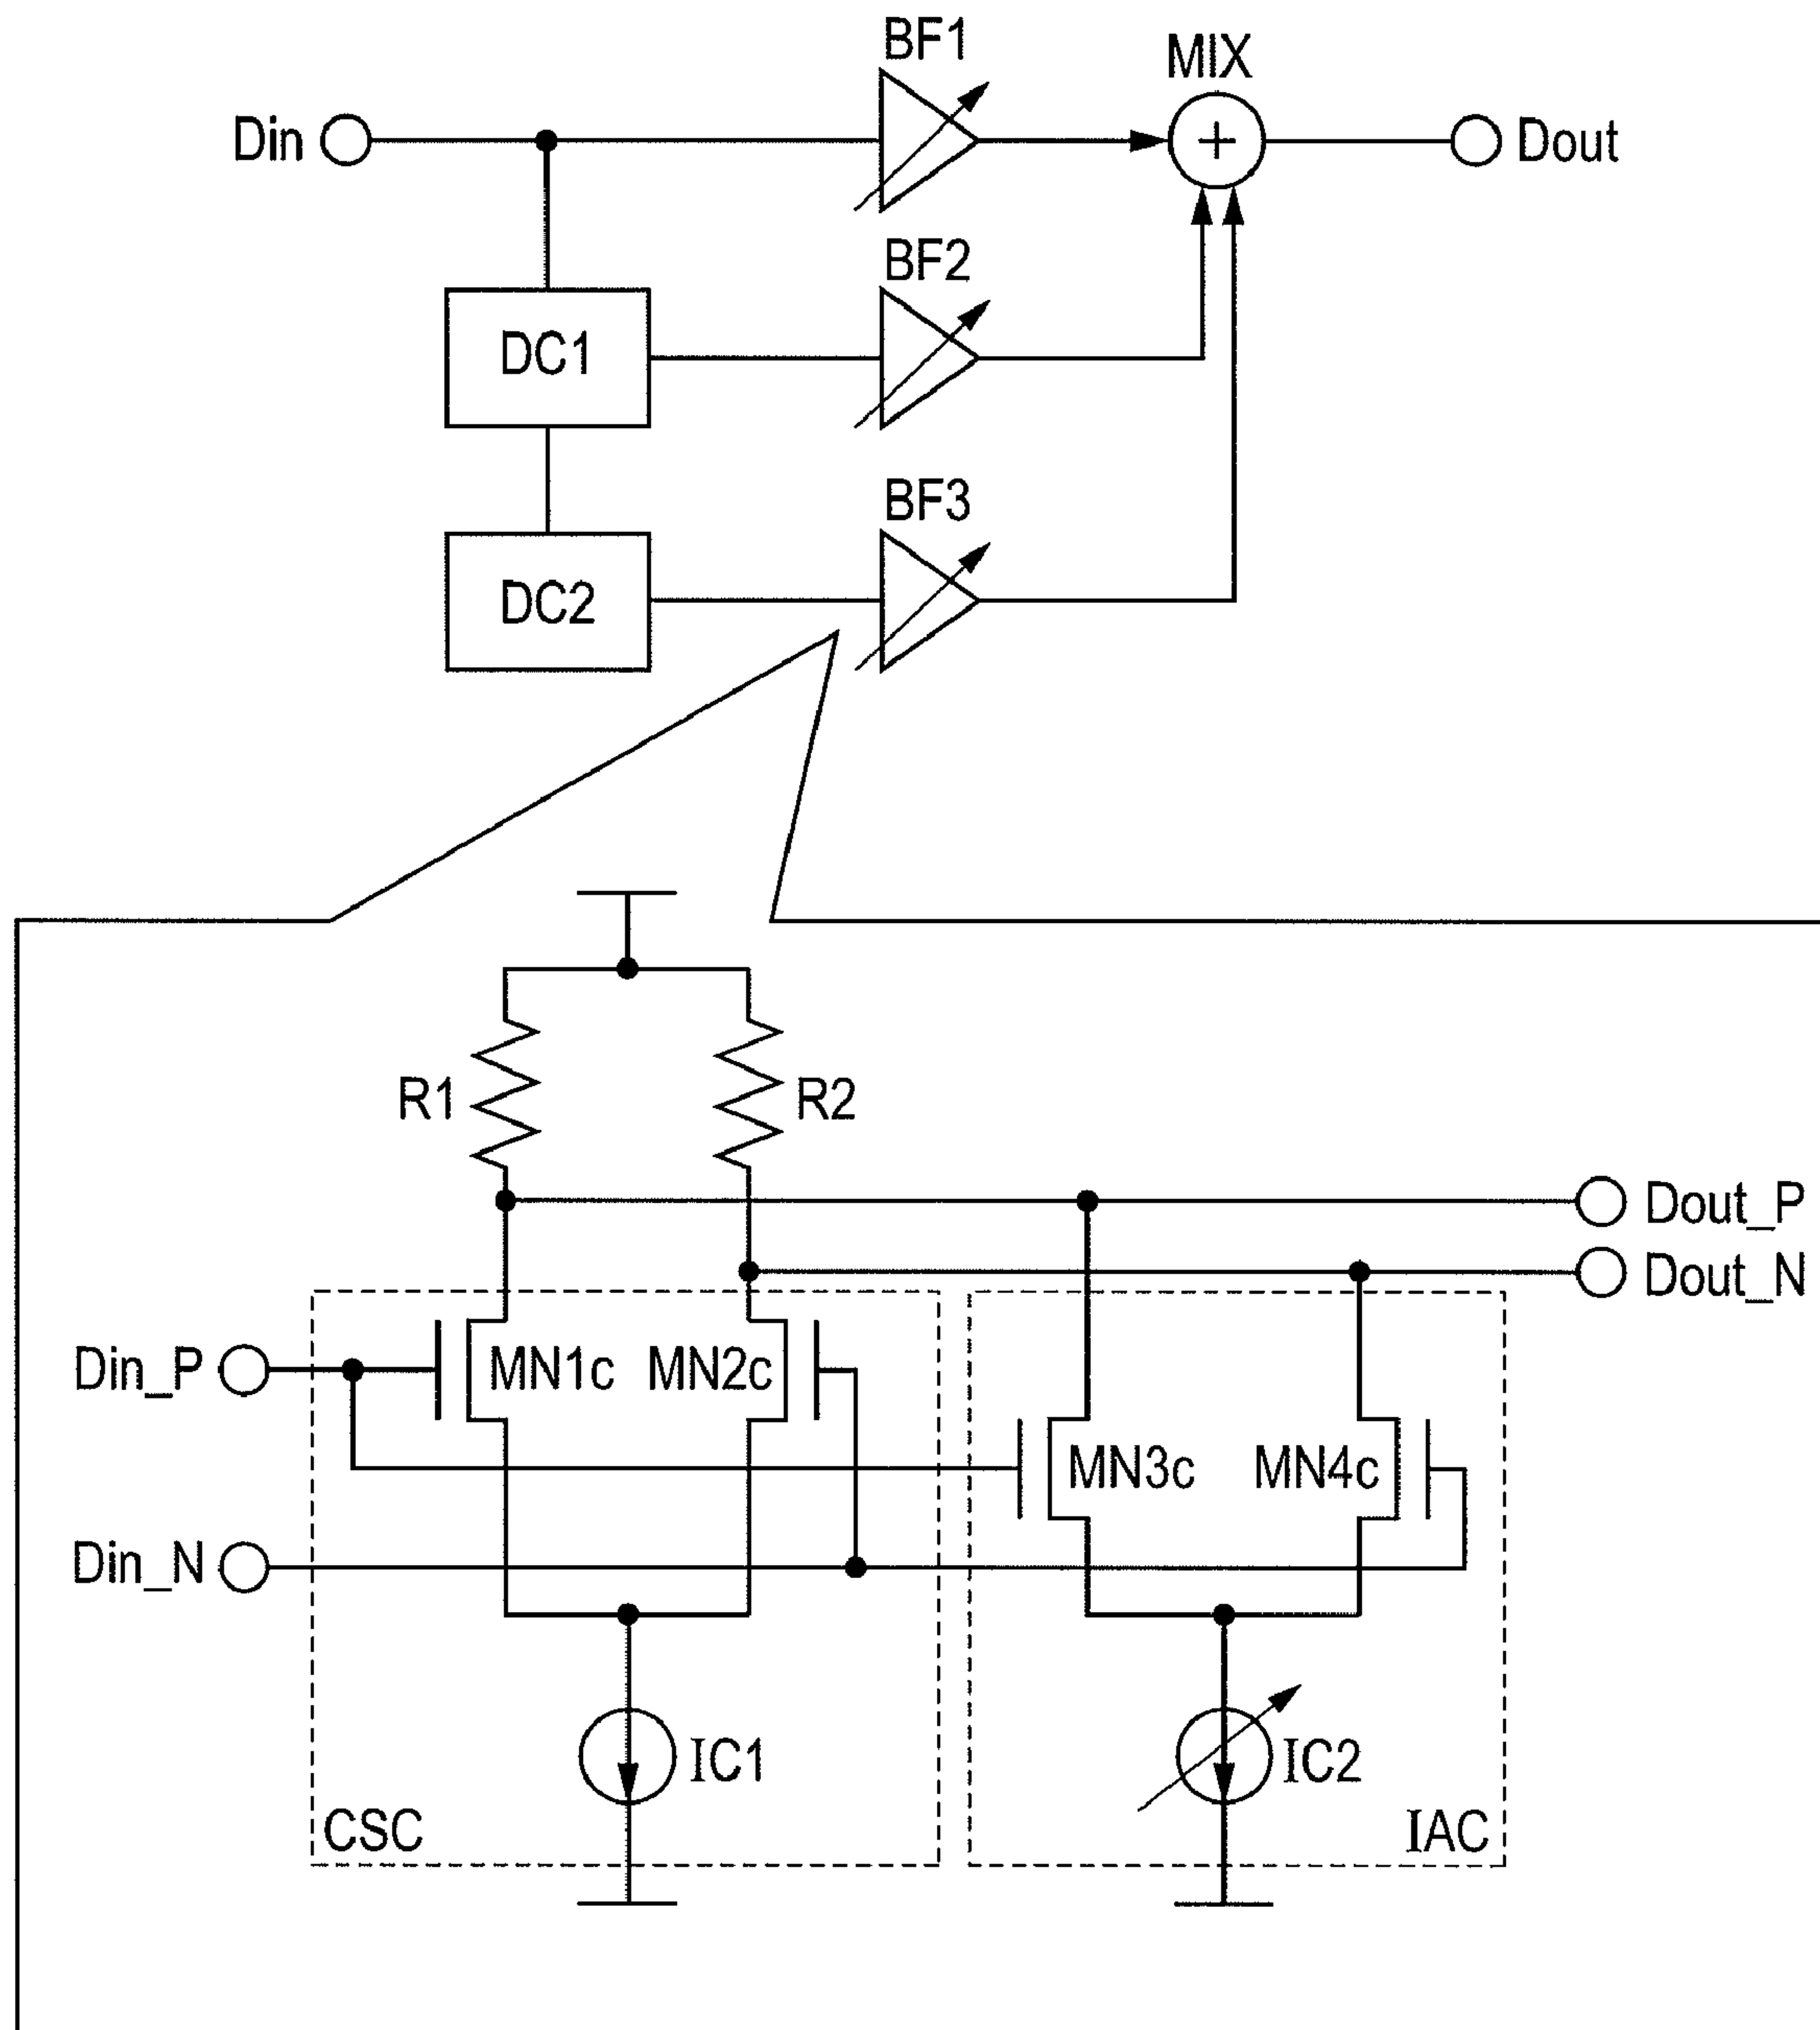 BF1
MIX
Din
Dout
BF2
DC1
BF3
DC2
R1
R2
Dout_P
Dout_N
Din_P
MN1c
MN2c
MN3c
MN4c
Din_N
IC1
IC2
CSC
IAC